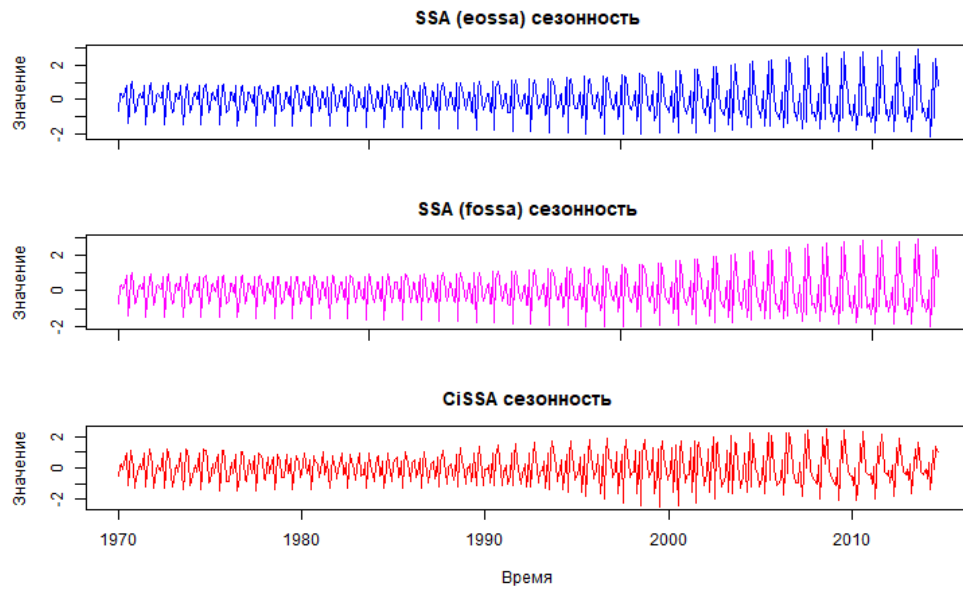 SSA (eossa) сезонность
Значение
2
0
-2
SSA (fossa) сезонность
Значение
2
0
-2
CiSSA сезонность
Значение
2
0
-2
1970 1980 1990 2000 2010
Время